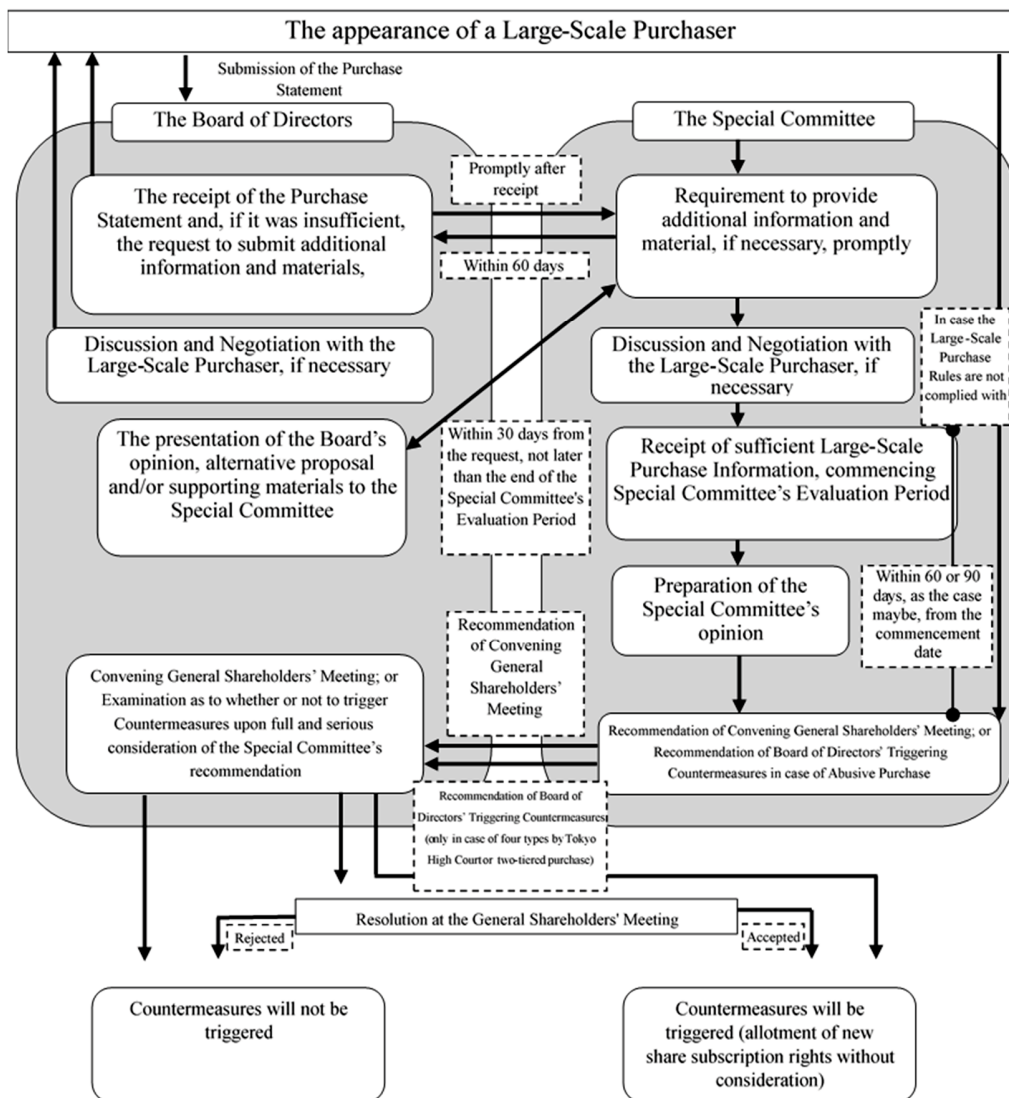 The appearance of a Large-Scale Purchaser
Submission of the Purchase
Statement
The Board of Directors
The Special Committee
The receipt of the Purchase
Statement and, if it was insufficient,
the request to submit additional
information and materials,
Promptly after
receipt
Within 60 days
Requirement to provide
additional information and
material, if necessary, promptly
Discussion and Negotiation with the
Large-Scale Purchaser, if necessary
Discussion and Negotiation with
the Large-Scale Purchaser, if
necessary
In case the
Large-Scale
Purchase
Rules are not
complied with
The presentation of the Board's
opinion, alternative proposal
and/or supporting materials to the
Special Committee
Within 30 days from
the request, not later
than the end of the
Special Committee's
Evaluation Period
Receipt of sufficient Large-Scale
Purchase Information, commencing
Special Committee's Evaluation Period
Preparation of the
Special Committee's
opinion
Within 60 or 90
days, as the case
maybe, from the
commencement
date
Recommendation
of Convening
General
Shareholders'
Meeting
Convening General Shareholders' Meeting; or
Examination as to whether or not to trigger
Countermeasures upon full and serious
consideration of the Special Committee's
recommendation
Recommendation of Convening General Shareholders' Meeting; or
Recommendation of Board of Directors' Triggering
Countermeasures in case of Abusive Purchase
Recommendation of Board of
Directors' Triggering Countermeasures
(only in case of four types by Tokyo
High Court or two-tiered purchase)
Resolution at the General Shareholders' Meeting
Rejected
Accepted
Countermeasures will not be
triggered
Countermeasures will be
triggered (allotment of new
share subscription rights without
consideration)